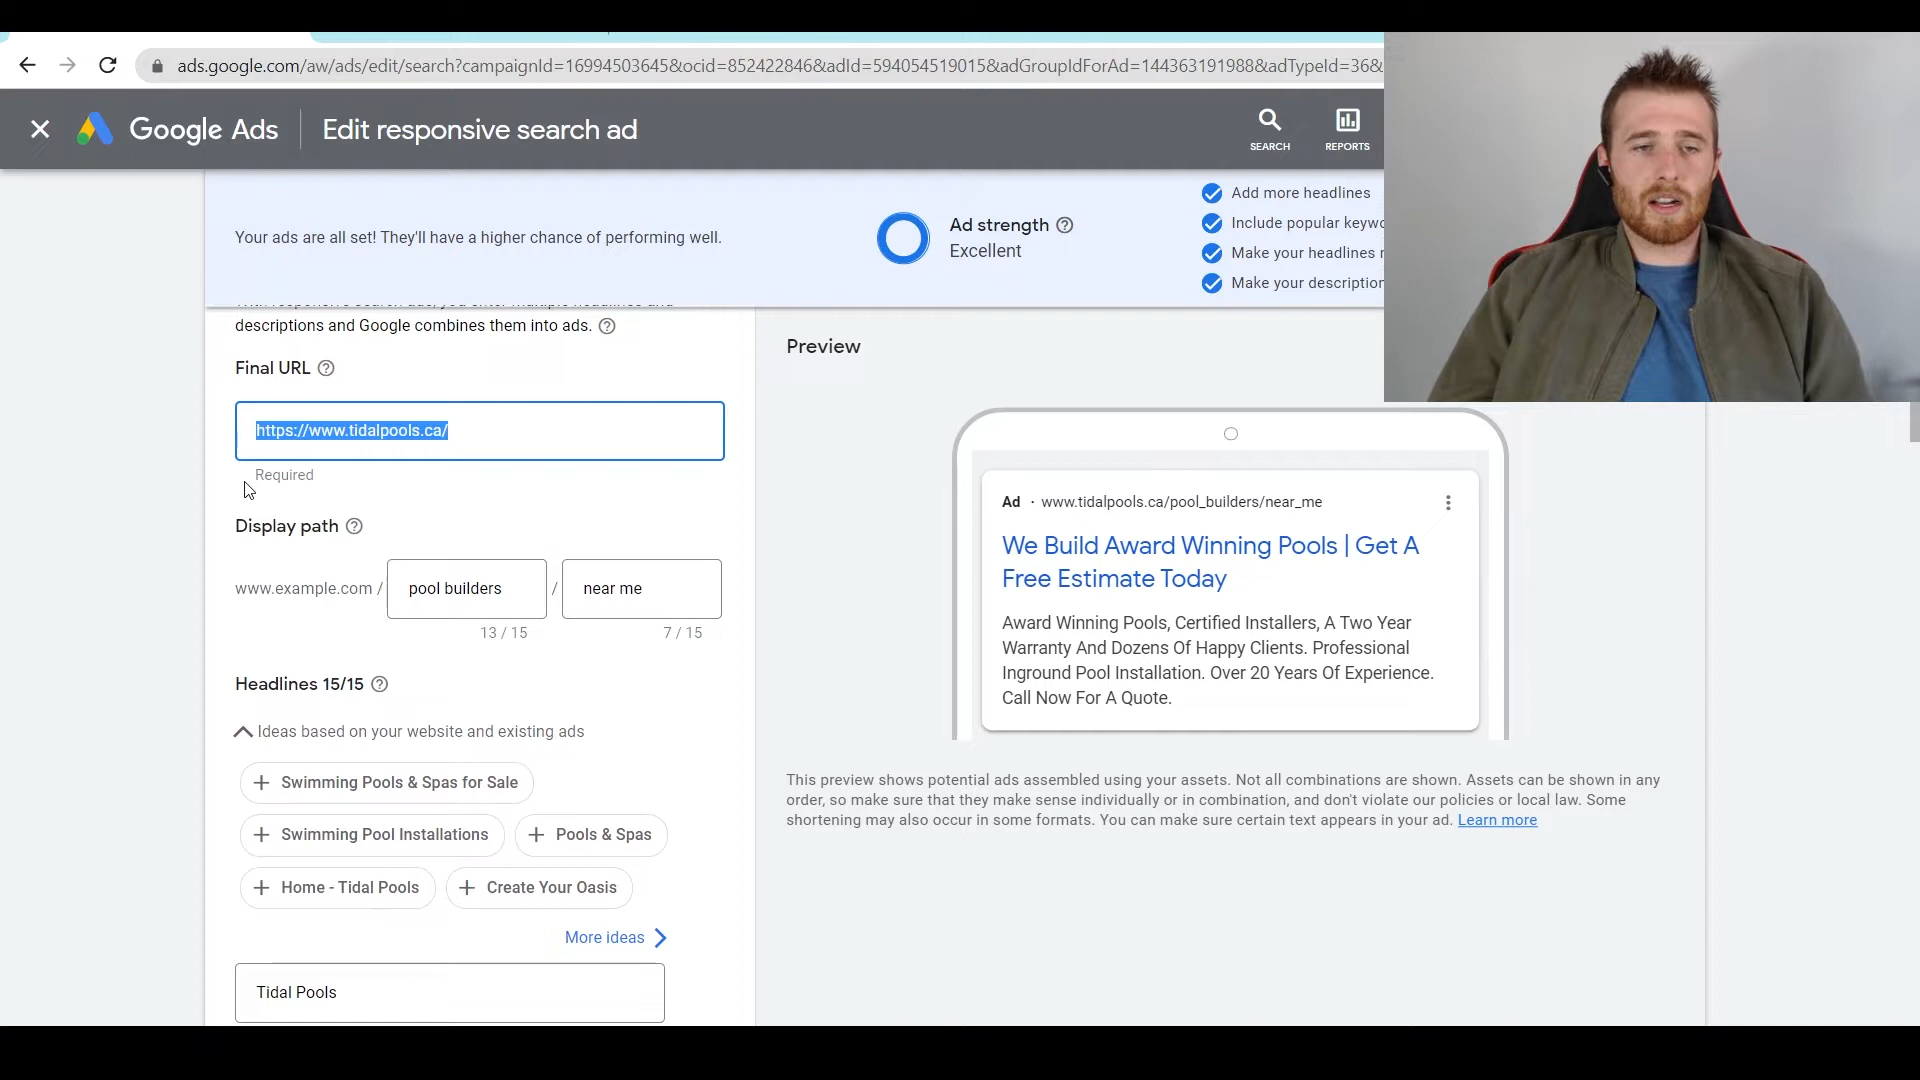 ads.google.com/aw/ads/edit/search?campaignId=16994503645&ocid=852422846&adId=594054519015&adGroupIdForAd=144363191988&adTypeId=36&
Google Ads
Edit responsive search ad
SEARCH
REPORTS
Your ads are all set! They'll have a higher chance of performing well.
Ad strength
Excellent
Add more headlines
Include popular keywo
Make your headlines
Make your description
descriptions and Google combines them into ads.
Final URL
https://www.tidalpools.ca/
Required
Display path
www.example.com / pool builders / near me
13 / 15
7 / 15
Headlines 15/15
Ideas based on your website and existing ads
Swimming Pools & Spas for Sale
Swimming Pool Installations
Pools & Spas
Home - Tidal Pools
Create Your Oasis
More ideas
Tidal Pools
Preview
Ad · www.tidalpools.ca/pool_builders/near_me
We Build Award Winning Pools | Get A
Free Estimate Today
Award Winning Pools, Certified Installers, A Two Year
Warranty And Dozens Of Happy Clients. Professional
Inground Pool Installation. Over 20 Years Of Experience.
Call Now For A Quote.
This preview shows potential ads assembled using your assets. Not all combinations are shown. Assets can be shown in any
order, so make sure that they make sense individually or in combination, and don't violate our policies or local law. Some
shortening may also occur in some formats. You can make sure certain text appears in your ad. Learn more